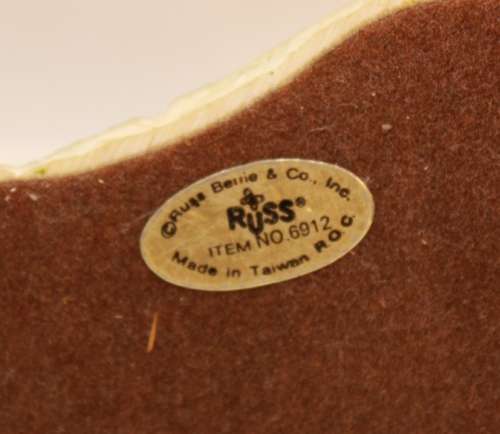 ©Russ Berrie & Co., Inc.
RUSS®
ITEM NO.6912
Made in Taiwan R.O.C.